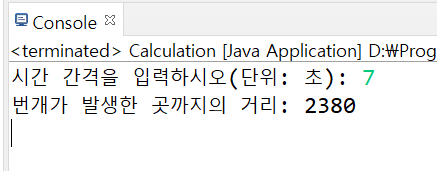 Console
<terminated> Calculation [Java Application] D:₩Prog
시간 간격을 입력하시오(단위: 초): 7
번개가 발생한 곳까지의 거리: 2380